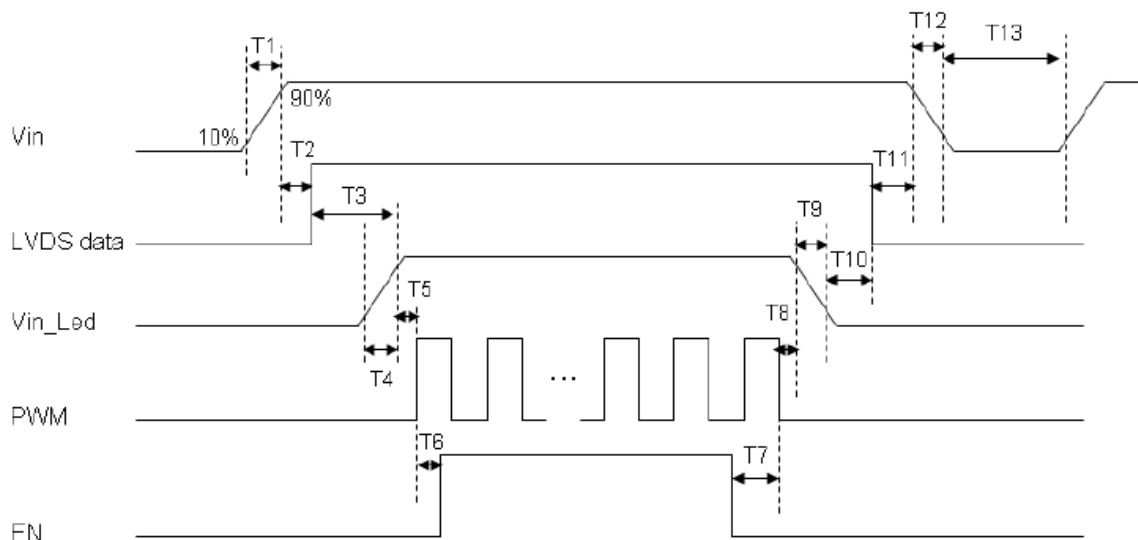 T12
T1
T13
90%
10%
Vin
T2
T11
T3
T9
LVDS data
T10
T5
Vin_Led
T8
T4
...
PWM
T6
T7
EN